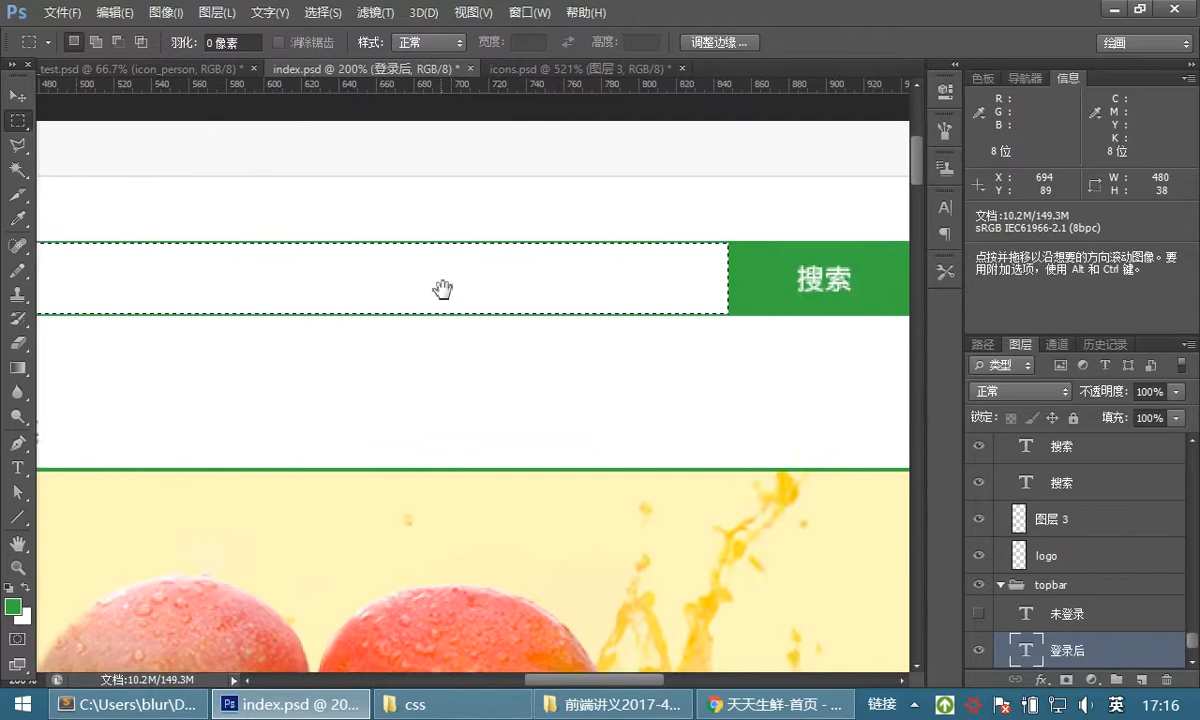 Ps 文件(F) 编辑(E) 图像(I) 图层(L) 文字(Y) 选择(S) 滤镜(T) 3D(D) 视图(V) 窗口(W) 帮助(H)
羽化: 0 像素 消除锯齿 样式: 正常 宽度: 高度: 调整边缘... 绘画
test.psd @ 66.7% (icon_person, RGB/8) * × index.psd @ 200% (登录后, RGB/8) * × icons.psd @ 521% (图层 3, RGB/8) * ×
480 500 520 540 560 580 600 620 640 660 680 700 720 740 760 780 800 820 840 860 880 900 920
色板 导航器 信息
R: C:
G: M:
B: Y:
K:
8 位 8 位
X: 694 W: 480
Y: 89 H: 38
文档:10.2M/149.3M
sRGB IEC61966-2.1 (8bpc)
点按并拖移以沿想要的方向滚动图像。要
用附加选项，使用 Alt 和 Ctrl 键。
搜索
路径 图层 通道 历史记录
类型
正常 不透明度: 100%
锁定: 填充: 100%
T 搜索
T 搜索
图层 3
logo
topbar
T 未登录
T 登录后
文档:10.2M/149.3M
C:\Users\blur\D... index.psd @ 20... css 前端讲义2017-4... 天天生鲜-首页 - ... 链接 英 17:16